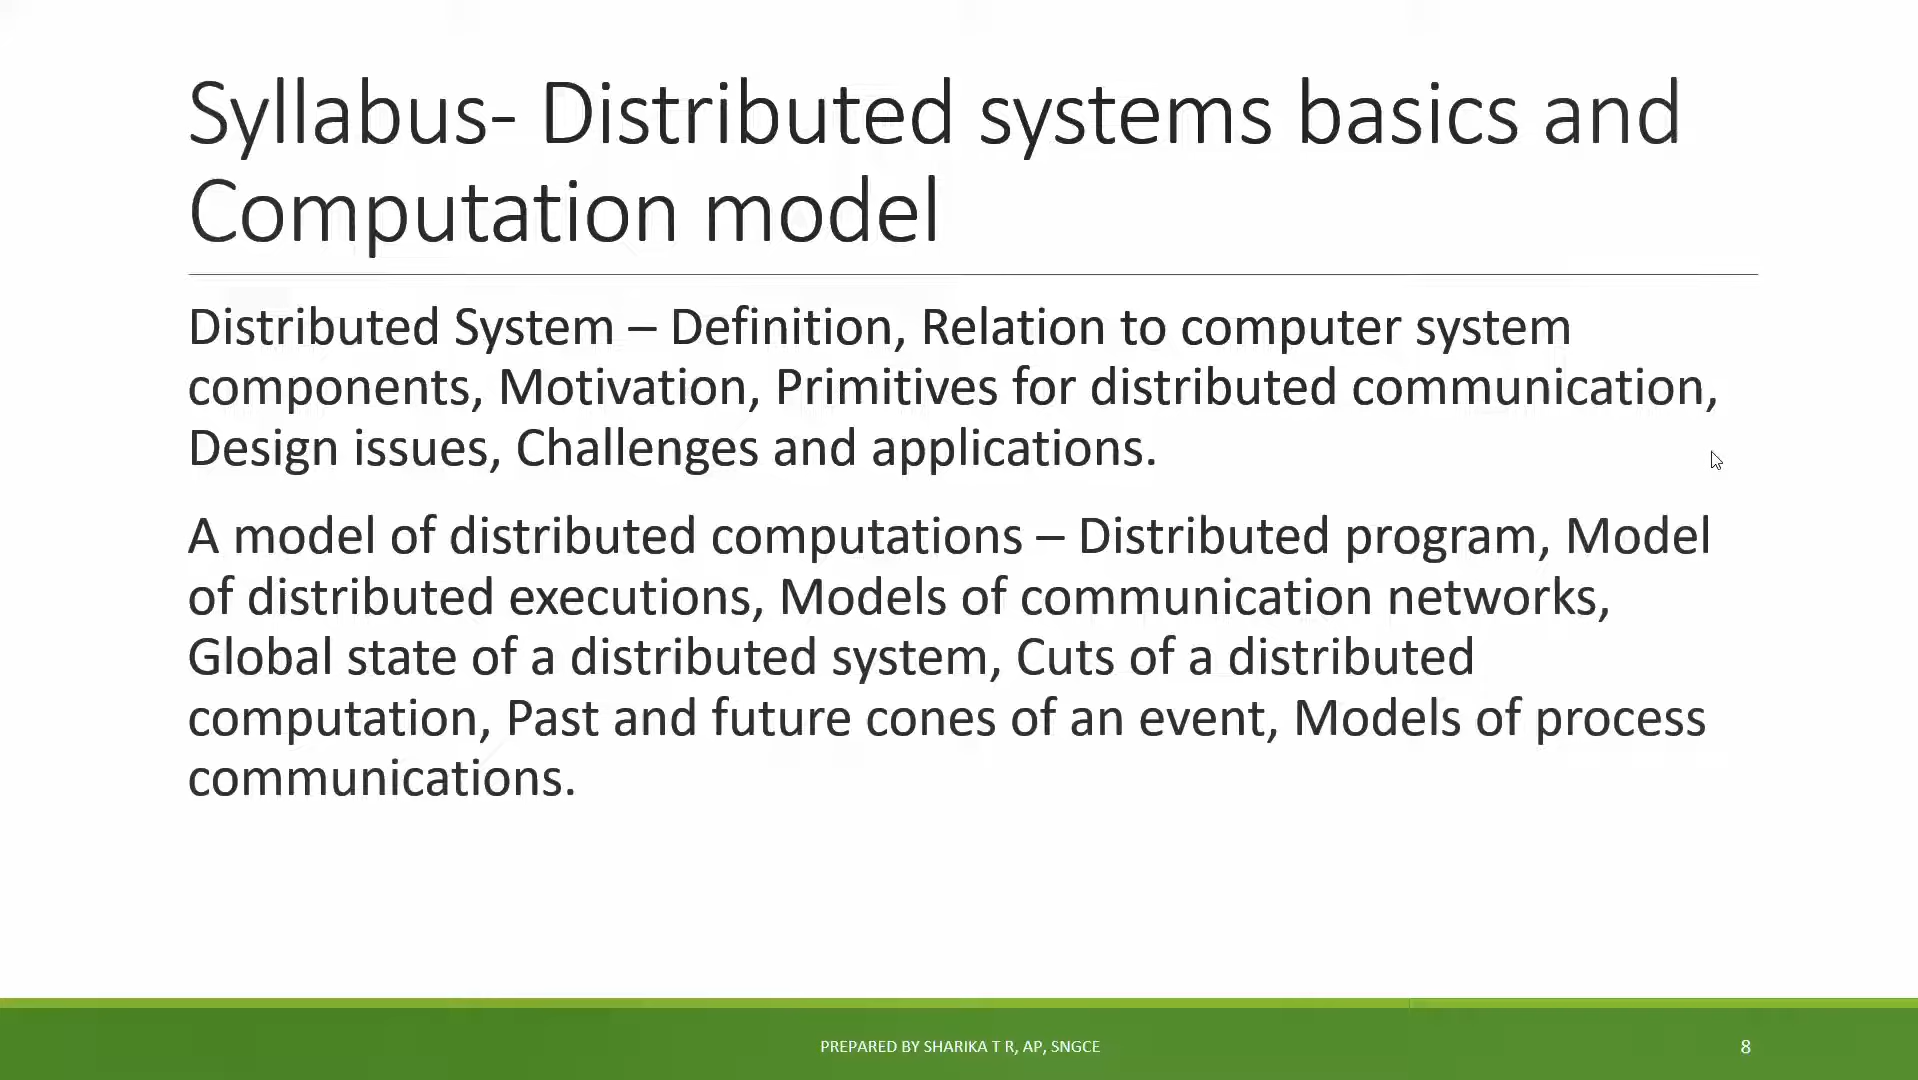 Syllabus- Distributed systems basics and
Computation model
Distributed System – Definition, Relation to computer system
components, Motivation, Primitives for distributed communication,
Design issues, Challenges and applications.
A model of distributed computations – Distributed program, Model
of distributed executions, Models of communication networks,
Global state of a distributed system, Cuts of a distributed
computation, Past and future cones of an event, Models of process
communications.
PREPARED BY SHARIKA T R, AP, SNGCE
8